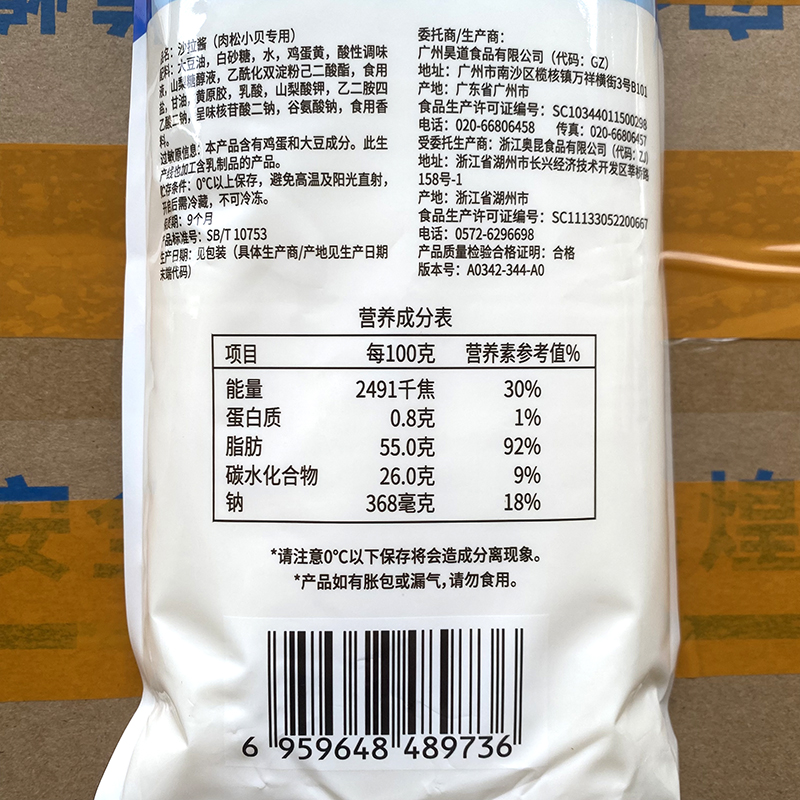 名：沙拉酱（肉松小贝专用）
配料：大豆油，白砂糖，水，鸡蛋黄，酸性调味
液，山梨糖醇液，乙酰化双淀粉己二酸酯，食用
盐，甘油，黄原胶，乳酸，山梨酸钾，乙二胺四
乙酸二钠，呈味核苷酸二钠，谷氨酸钠，食用香
料。
过敏原信息：本产品含有鸡蛋和大豆成分。此生
产线也加工含乳制品的产品。
贮存条件：0°C以上保存，避免高温及阳光直射，
开启后需冷藏，不可冷冻。
保质期：9个月
产品标准号：SB/T 10753
生产日期：见包装（具体生产商/产地见生产日期
末端代码）
委托商/生产商：
广州昊道食品有限公司（代码：GZ）
地址：广州市南沙区榄核镇万祥横街3号B101
产地：广东省广州市
食品生产许可证编号：SC10344011500298
电话：020-66806458 传真：020-66806457
受委托生产商：浙江奥昆食品有限公司（代码：ZJ）
地址：浙江省湖州市长兴经济技术开发区莘桥路
158号-1
产地：浙江省湖州市
食品生产许可证编号：SC11133052200667
电话：0572-6296698
产品质量检验合格证明：合格
版本号：A0342-344-A0
营养成分表
项目 每100克 营养素参考值%
能量 2491千焦 30%
蛋白质 0.8克 1%
脂肪 55.0克 92%
碳水化合物 26.0克 9%
钠 368毫克 18%
*请注意0°C以下保存将会造成分离现象。
*产品如有胀包或漏气，请勿食用。
6 959648 489736
安 煌